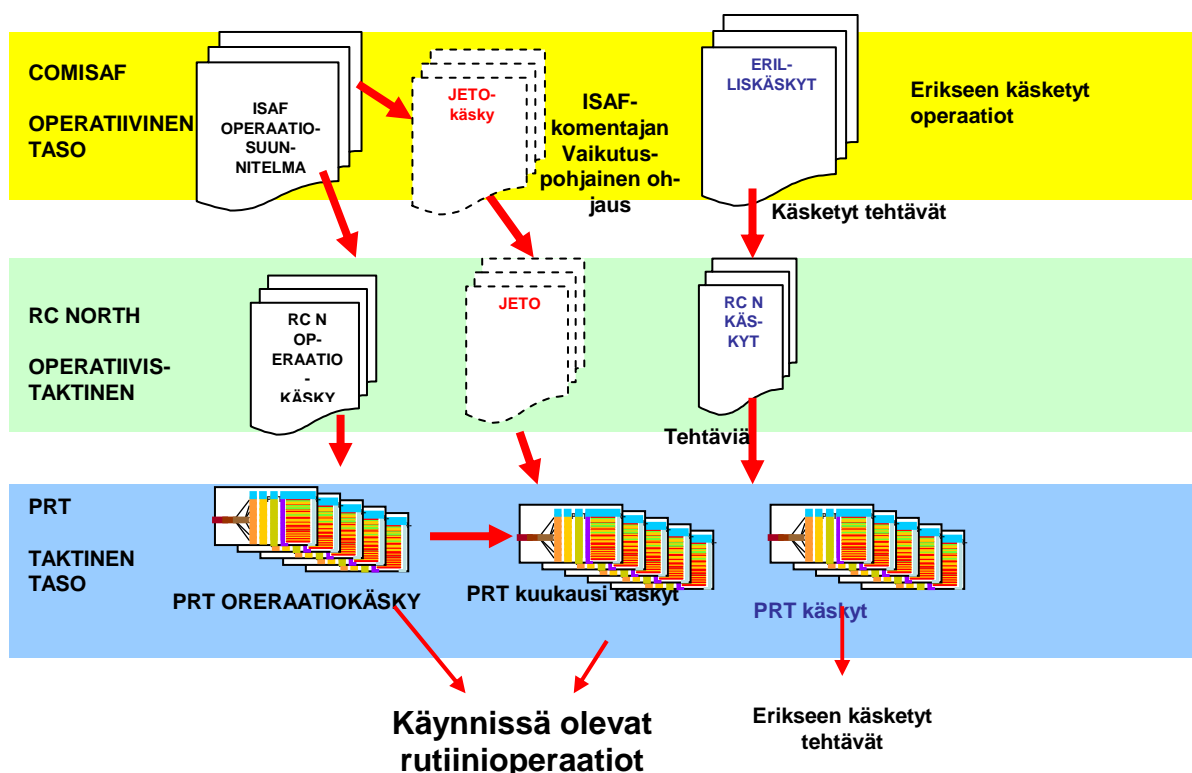 COMISAF
OPERATIIVINEN
TASO
ISAF
OPERAATIO-
SUUN-
NITELMA
JETO-
käsky
ISAF-
komentajan
Vaikutus-
pohjainen oh-
jaus
ERIL-
LISKÄSKYT
Erikseen käsketyt
operaatiot
Käsketyt tehtävät
RC NORTH
OPERATIIVIS-
TAKTINEN
RC N
OP-
ERAATIO
-
KÄSKY
JETO
RC N
KÄS-
KYT
Tehtäviä
PRT
TAKTINEN
TASO
PRT ORERAATIOKÄSKY
PRT kuukausi käskyt
PRT käskyt
Käynnissä olevat
rutiinioperaatiot
Erikseen käsketyt
tehtävät